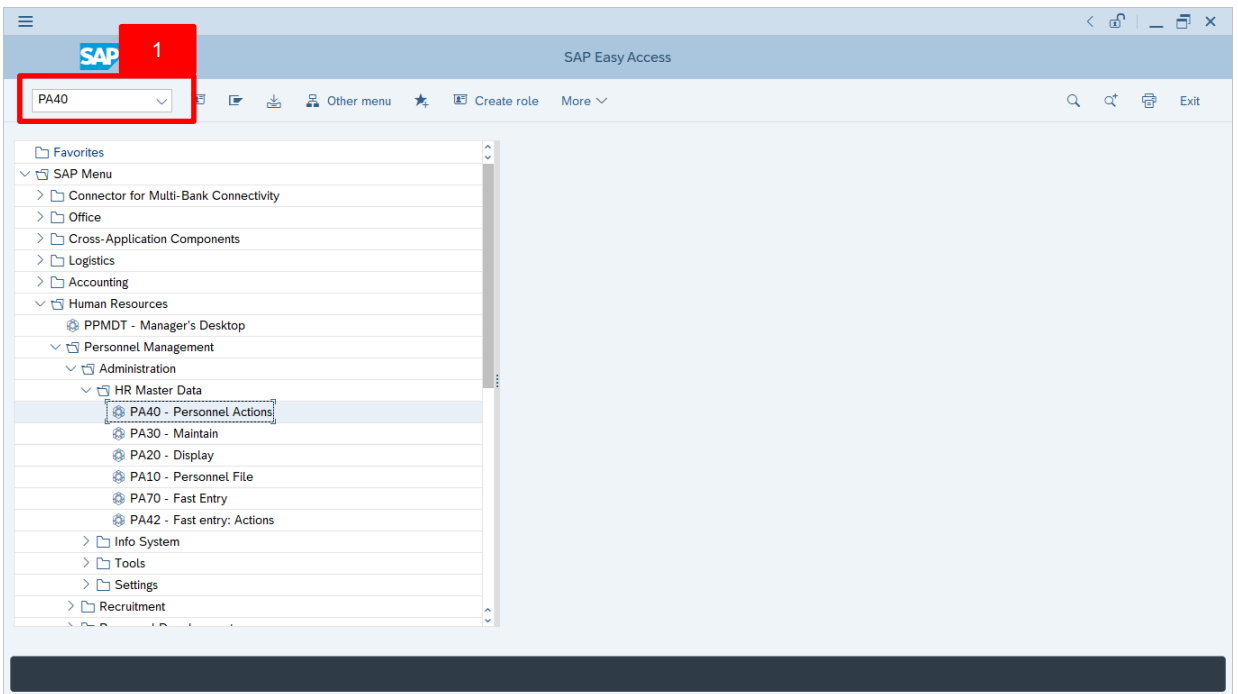 SAP
1
SAP Easy Access
PA40
Other menu
Create role
More
Exit
Favorites
SAP Menu
Connector for Multi-Bank Connectivity
Office
Cross-Application Components
Logistics
Accounting
Human Resources
PPMDT - Manager's Desktop
Personnel Management
Administration
HR Master Data
PA40 - Personnel Actions
PA30 - Maintain
PA20 - Display
PA10 - Personnel File
PA70 - Fast Entry
PA42 - Fast entry: Actions
Info System
Tools
Settings
Recruitment